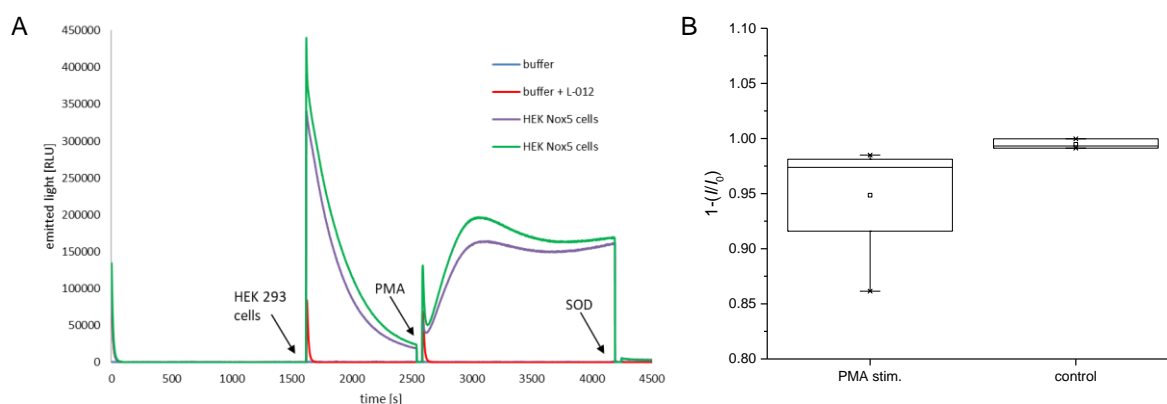 A
450000
400000
350000
300000
250000
200000
150000
100000
50000
0
emitted light [RLU]
buffer
buffer + L-012
HEK Nox5 cells
HEK Nox5 cells
HEK 293
cells
PMA
SOD
0
500
1000
1500
2000
2500
3000
3500
4000
4500
time [s]
B
1.10
1.05
1.00
0.95
0.90
0.85
0.80
1-(I/I0)
PMA stim.
control